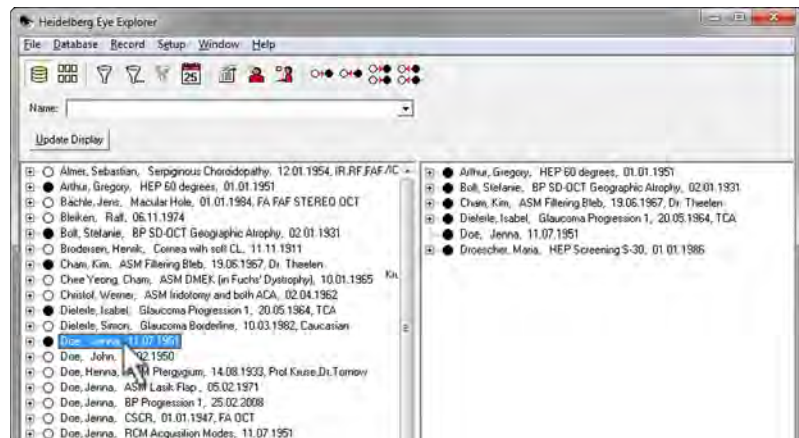 Heidelberg Eye Explorer
File Database Record Setup Window Help
25
Name:
Update Display
Almer, Sebastian, Serpiginous Choroidopathy, 12.01.1954, IR,RF,FAF/IC
Arthur, Gregory, HEP 60 degrees, 01.01.1951
Bächle, Jens, Macular Hole, 01.01.1984, FA FAF STEREO OCT
Bleiken, Ralf, 06.11.1974
Bolt, Stefanie, BP SD-OCT Geographic Atrophy, 02.01.1931
Brodersen, Henrik, Cornea with soft CL, 11.11.1911
Cham, Kim, ASM Filtering Bleb, 19.06.1967, Dr. Theelen
Chee Yeong, Cham, ASM DMEK (in Fuchs' Dystrophy), 10.01.1965
Christof, Werner, ASM Iridotomy and both ACA, 02.04.1962
Dieterle, Isabel, Glaucoma Progression 1, 20.05.1964, TCA
Dieterle, Simon, Glaucoma Borderline, 10.03.1982, Caucasian
Doe, Jenna, 11.07.1951
Doe, John, 02.1950
Doe, Henna, ASM Pterygium, 14.08.1933, Prof Kruse,Dr.Tornow
Doe, Jenna, ASM Lasik Flap, 05.02.1971
Doe, Jenna, BP Progression 1, 25.02.2008
Doe, Jenna, CSCR, 01.01.1947, FA OCT
Doe, Jenna, RCM Acquisition Modes, 11.07.1951
Arthur, Gregory, HEP 60 degrees, 01.01.1951
Bolt, Stefanie, BP SD-OCT Geographic Atrophy, 02.01.1931
Cham, Kim, ASM Filtering Bleb, 19.06.1967, Dr. Theelen
Dieterle, Isabel, Glaucoma Progression 1, 20.05.1964, TCA
Doe, Jenna, 11.07.1951
Droescher, Maria, HEP Screening S-30, 01.01.1986